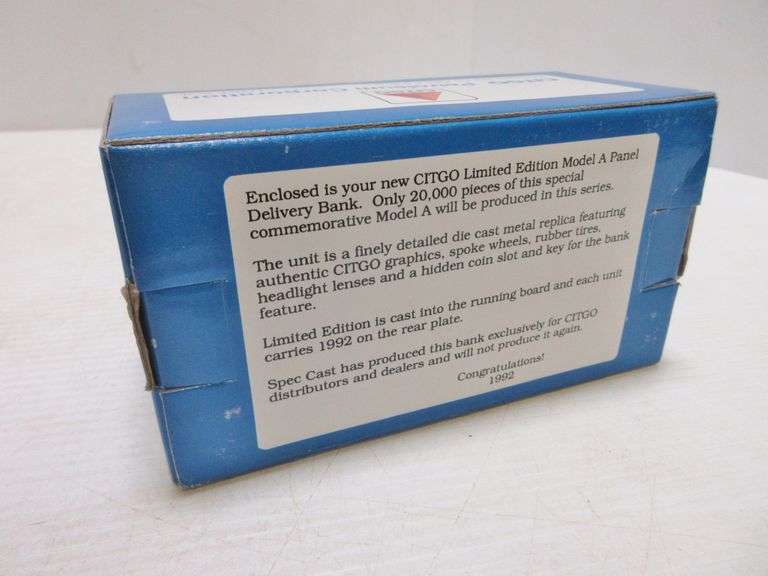 CITGO Petroleum Corporation
Enclosed is your new CITGO Limited Edition Model A Panel
Delivery Bank. Only 20,000 pieces of this special
commemorative Model A will be produced in this series.
The unit is a finely detailed die cast metal replica featuring
authentic CITGO graphics, spoke wheels, rubber tires,
headlight lenses and a hidden coin slot and key for the bank
feature.
Limited Edition is cast into the running board and each unit
carries 1992 on the rear plate.
Spec Cast has produced this bank exclusively for CITGO
distributors and dealers and will not produce it again.
Congratulations!
1992